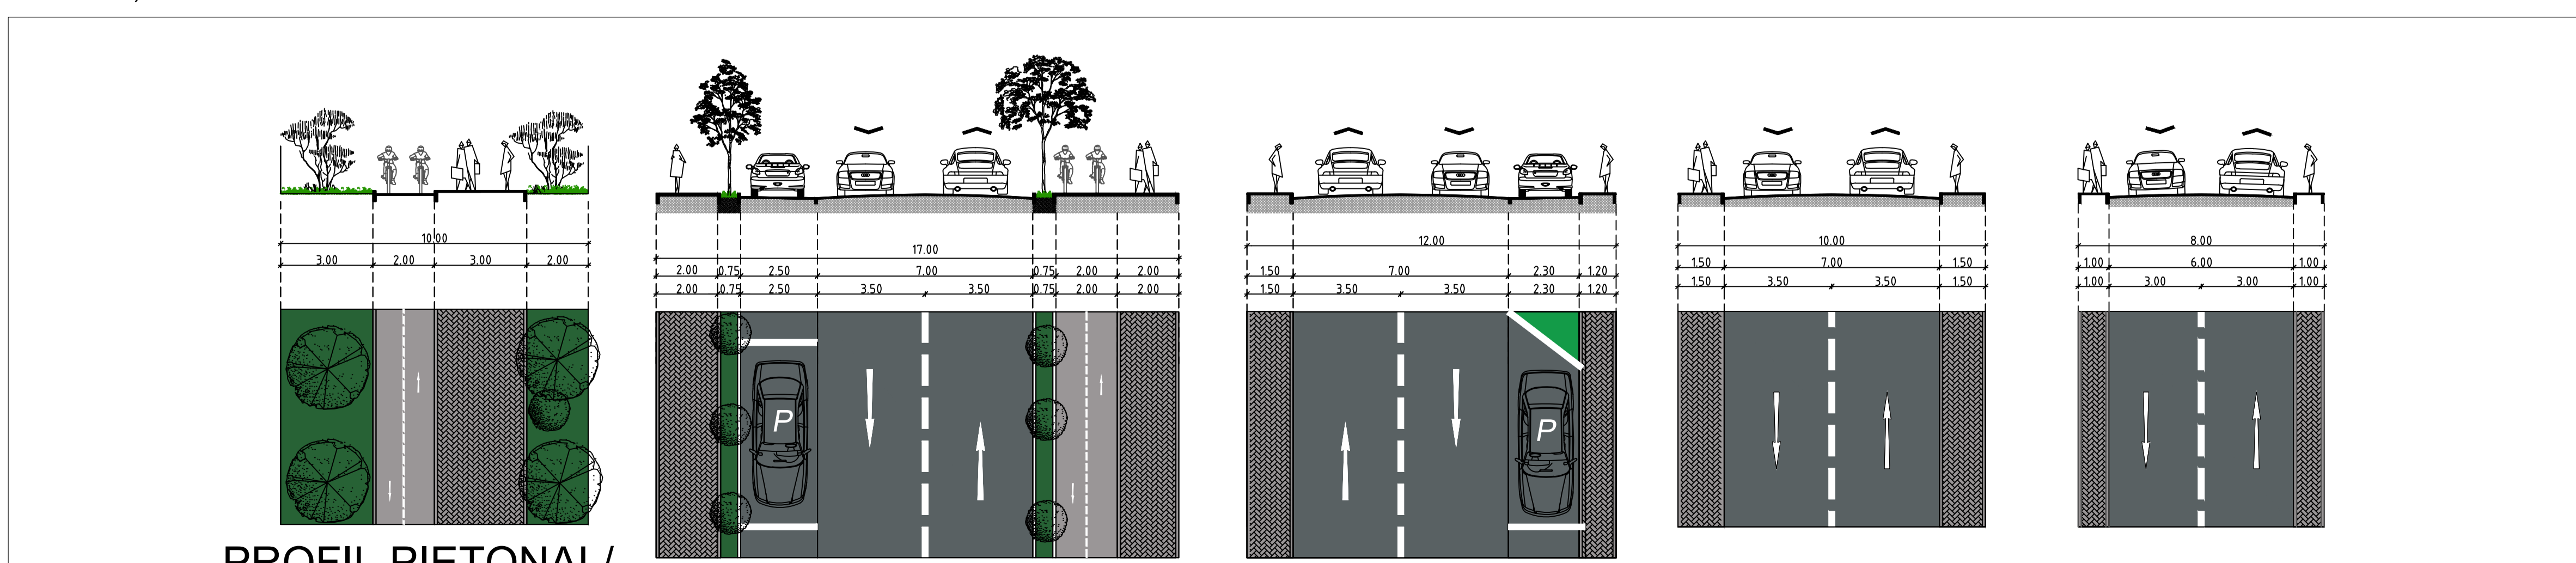 10.00
3.00 2.00 3.00 2.00
17.00
2.00 0.75 2.50 7.00 0.75 2.00 2.00
2.00 0.75 2.50 3.50 3.50 0.75 2.00 2.00
P
12.00
1.50 7.00 2.30 1.20
1.50 3.50 3.50 2.30 1.20
P
10.00
1.50 7.00 1.50
1.50 3.50 3.50 1.50
8.00
1.00 6.00 1.00
1.00 3.00 3.00 1.00
PROFIL PIETONAL/